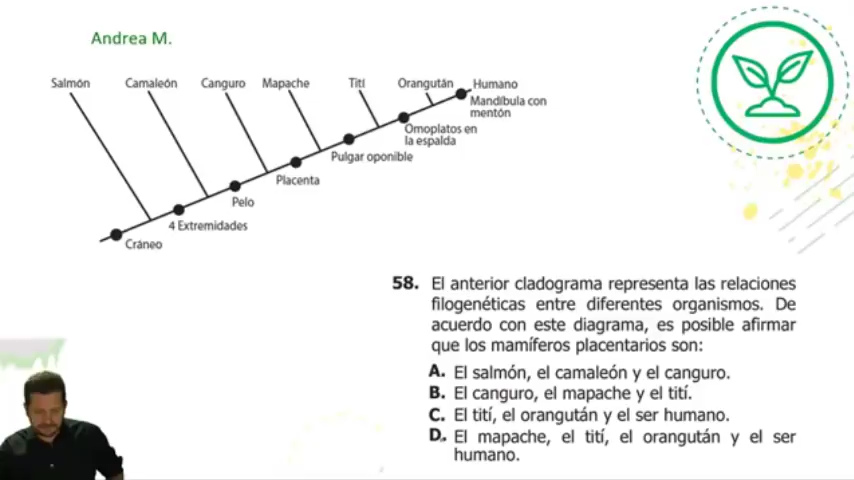 Andrea M.
Salmón Camaleón Canguro Mapache Tití Orangután Humano
Mandíbula con
mentón
Omoplatos en
la espalda
Pulgar oponible
Placenta
Pelo
4 Extremidades
Cráneo
58. El anterior cladograma representa las relaciones
filogenéticas entre diferentes organismos. De
acuerdo con este diagrama, es posible afirmar
que los mamíferos placentarios son:
A. El salmón, el camaleón y el canguro.
B. El canguro, el mapache y el tití.
C. El tití, el orangután y el ser humano.
D. El mapache, el tití, el orangután y el ser
humano.